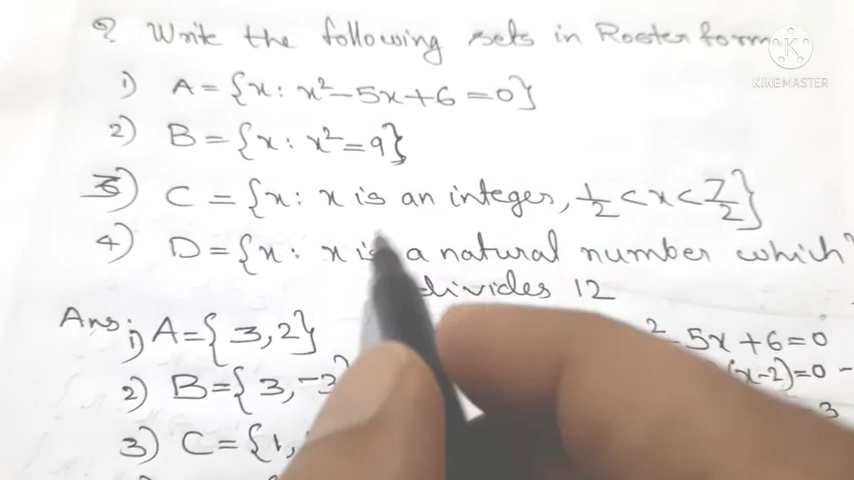 ? Write the following sets in Roster form
KINEMASTER
1) A = {x : x² - 5x + 6 = 0}
2) B = {x : x² = 9}
3) C = {x : x is an integer, 1/2 < x < 7/2}
4) D = {x : x is a natural number which
divides 12
Ans: 1) A = {3, 2}
2 - 5x + 6 = 0
2) B = {3, -3}
(x-2) = 0
3
3) C = {1,